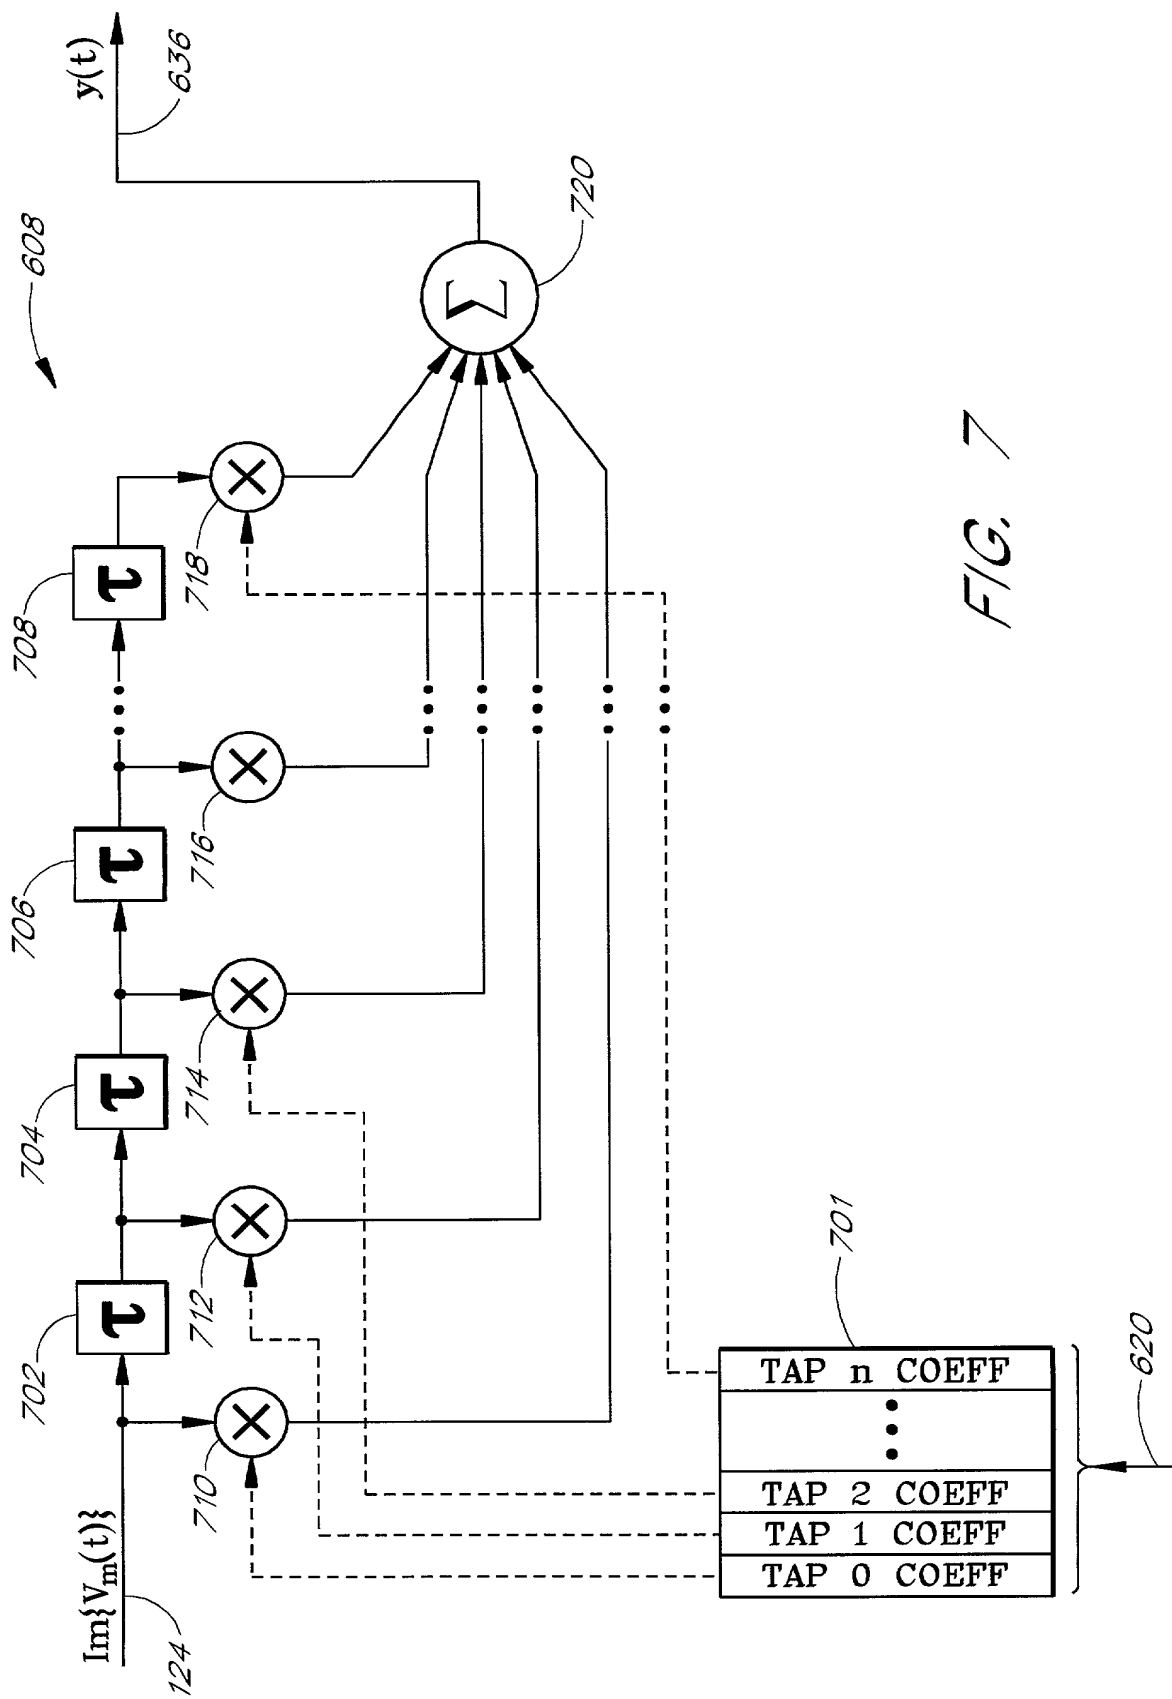 608
y(t)
636
Im{Vm(t)}
124
702
τ
704
τ
706
τ
708
τ
710
712
714
716
718
Σ
720
TAP 0 COEFF
TAP 1 COEFF
TAP 2 COEFF
TAP n COEFF
701
620
FIG. 7